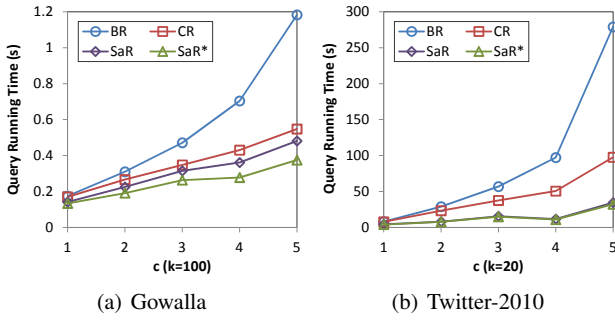 1.2
1
0.8
0.6
0.4
0.2
0
Query Running Time (s)
BR CR
SaR SaR*
1 2 3 4 5
c (k=100)
(a) Gowalla
300
250
200
150
100
50
0
Query Running Time (s)
BR CR
SaR SaR*
1 2 3 4 5
c (k=20)
(b) Twitter-2010